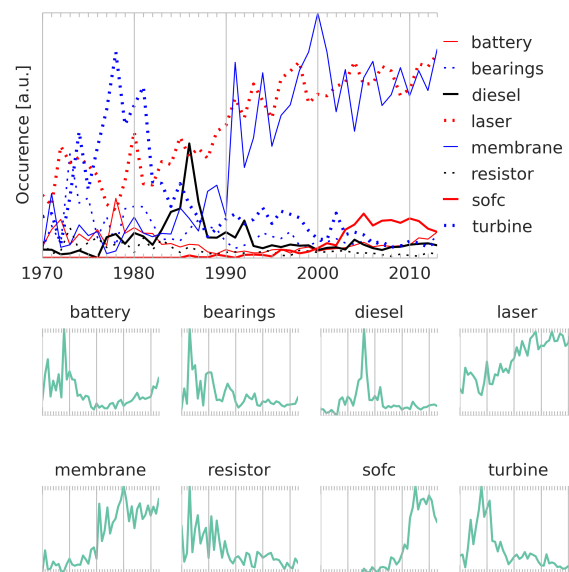 Occurence [a.u.]
battery
bearings
diesel
laser
membrane
resistor
sofc
turbine
1970 1980 1990 2000 2010
battery bearings diesel laser
membrane resistor sofc turbine